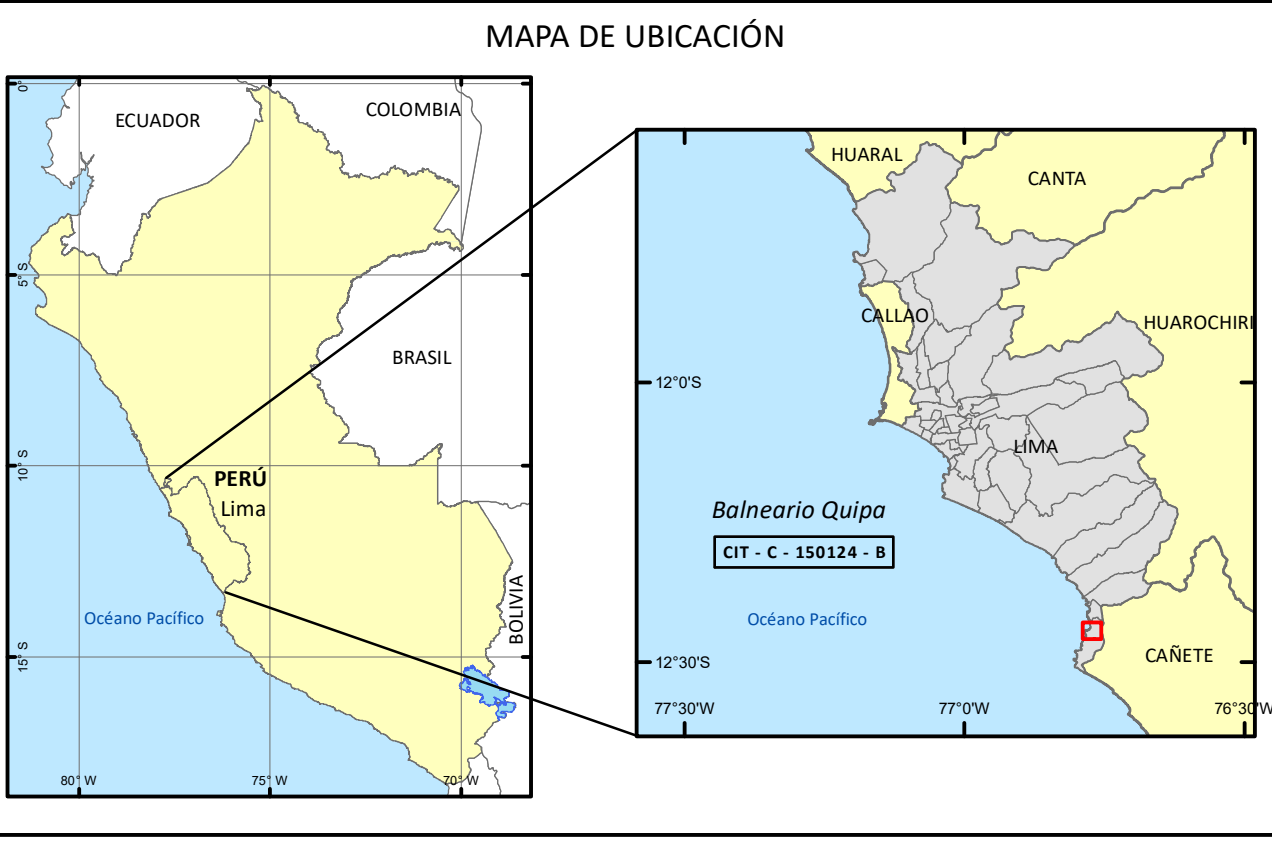 MAPA DE UBICACIÓN
0°
ECUADOR
COLOMBIA
5° S
BRASIL
10° S
PERÚ
Lima
BOLIVIA
Océano Pacífico
15° S
80° W
75° W
70° W
HUARAL
CANTA
CALLAO
HUAROCHIRI
12°0'S
LIMA
Balneario Quipa
CIT - C - 150124 - B
Océano Pacífico
CAÑETE
12°30'S
77°30'W
77°0'W
76°30'W